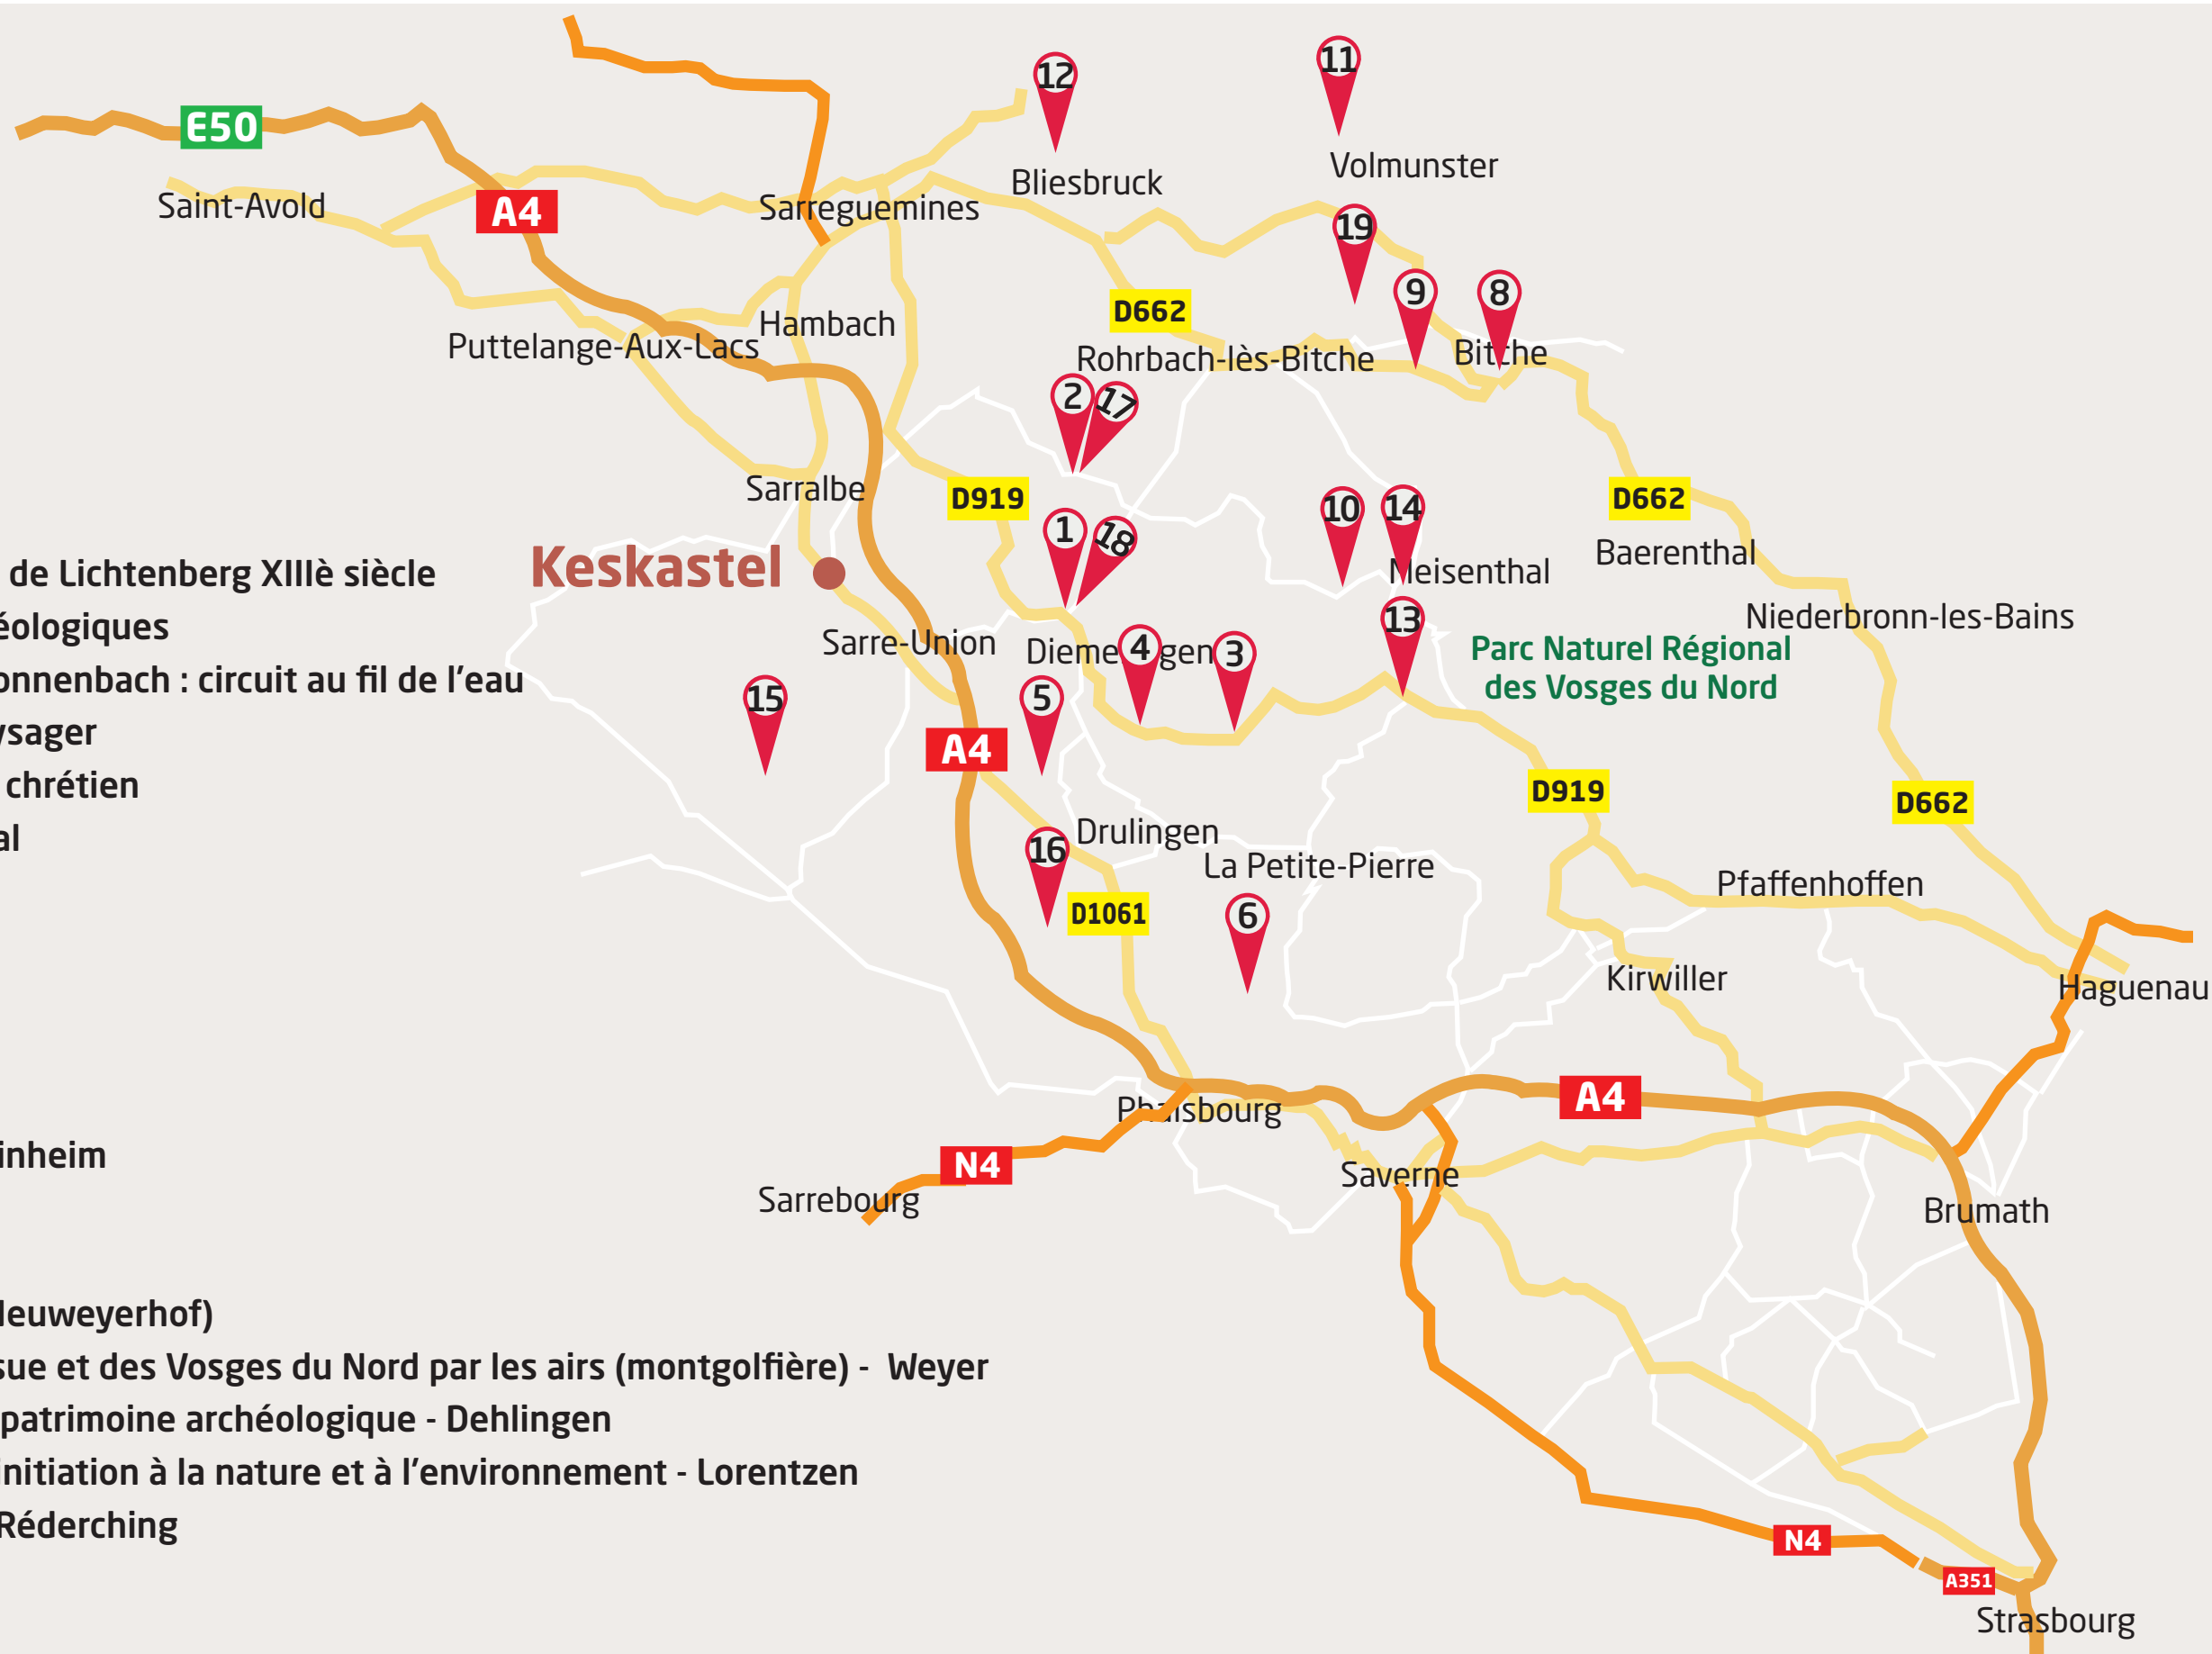 12
11
E50
Bliesbruck
Volmunster
Saint-Avold
A4
Sarreguemines
19
9
8
D662
Hambach
Puttelange-Aux-Lacs
Rohrbach-lès-Bitche
Bitche
2
17
Sarralbe
D919
D662
1
18
10
14
Baerenthal
Keskastel
Meisenthal
de Lichtenberg XIIIè siècle
Niederbronn-les-Bains
13
Sarre-Union
Diemeringen
4
3
Parc Naturel Régional
des Vosges du Nord
éologiques
onnenbach : circuit au fil de l'eau
15
5
ysager
A4
chrétien
D919
D662
al
Drulingen
16
La Petite-Pierre
Pfaffenhoffen
D1061
6
Kirwiller
Haguenau
A4
Phalsbourg
inheim
N4
Saverne
Sarrebourg
Brumath
Neuweyerhof)
sue et des Vosges du Nord par les airs (montgolfière) - Weyer
patrimoine archéologique - Dehlingen
initiation à la nature et à l'environnement - Lorentzen
Réderching
N4
A351
Strasbourg